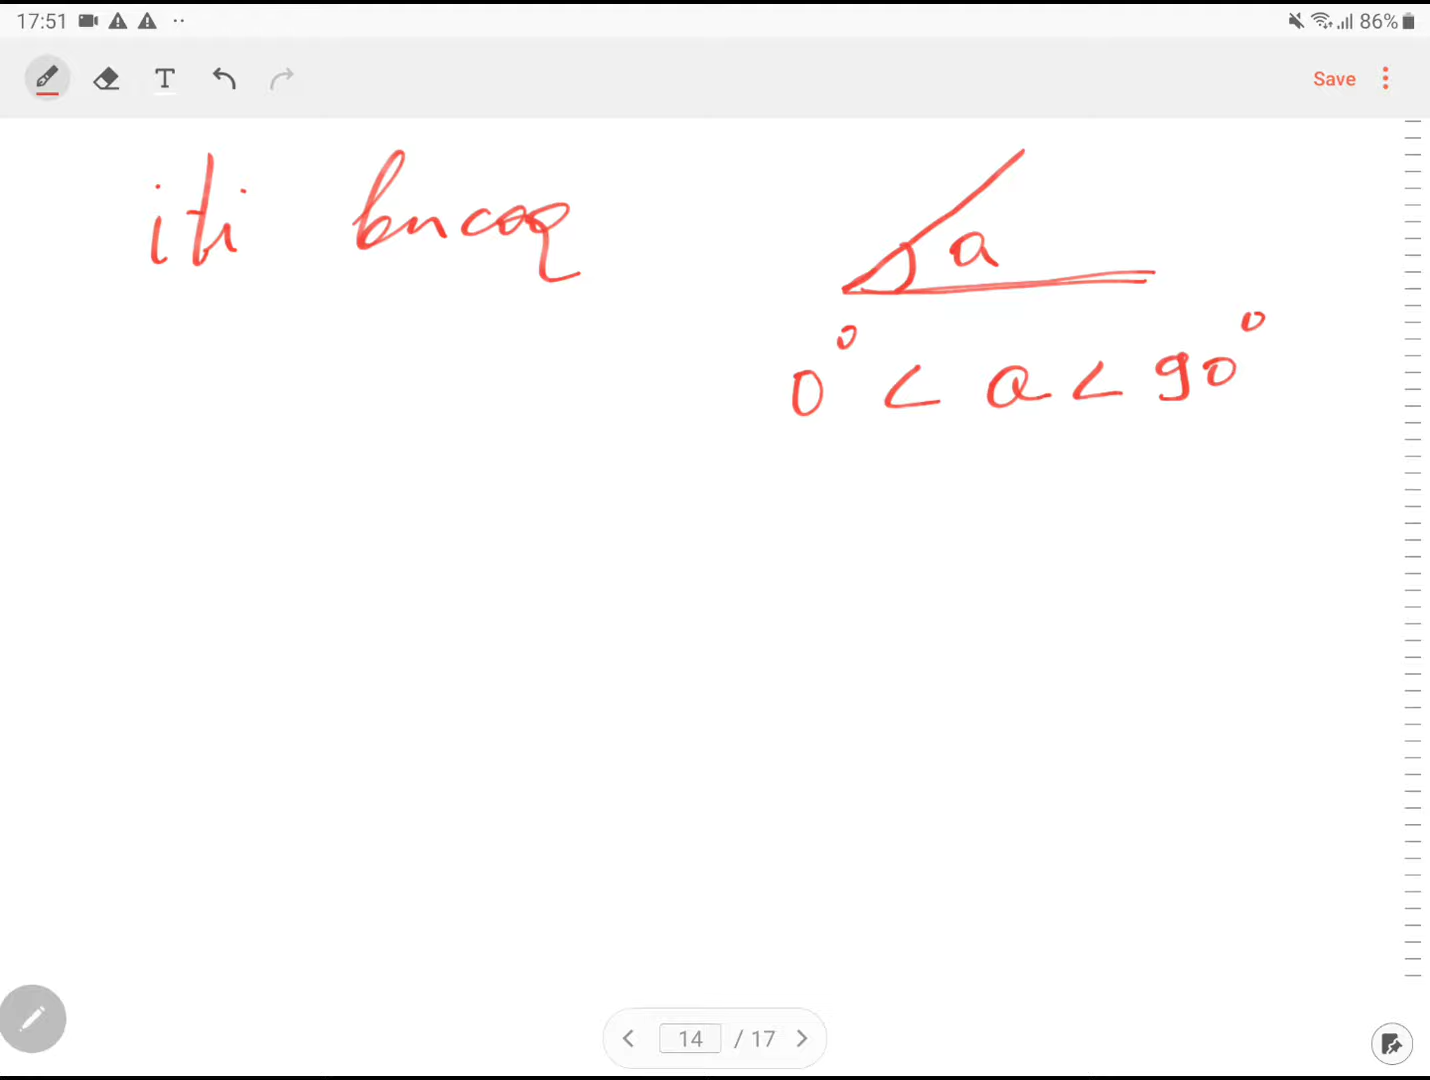 17:51
86%
T
Save
iti bucaq
a
0° < a < 90°
14 / 17